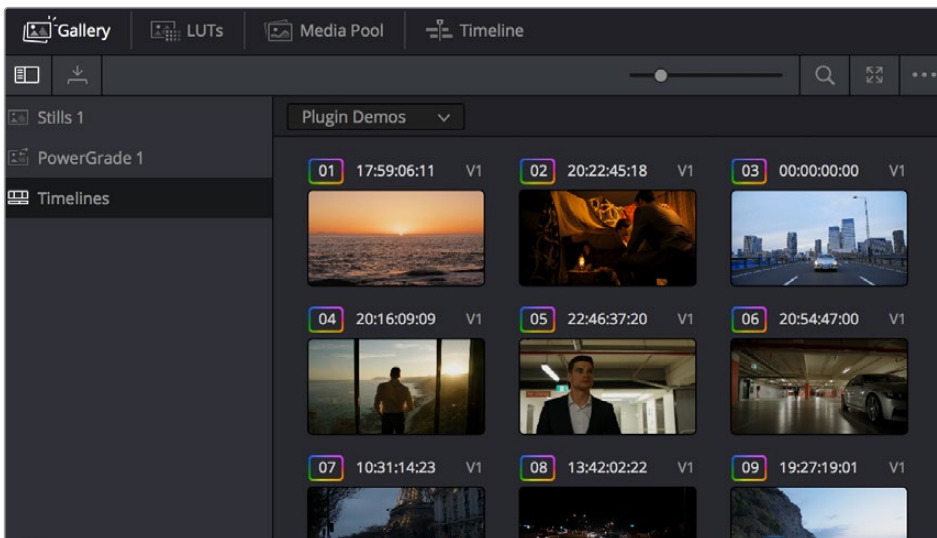 Gallery LUTs Media Pool Timeline
Stills 1
PowerGrade 1
Timelines
Plugin Demos
01 17:59:06:11 V1 02 20:22:45:18 V1 03 00:00:00:00 V1
04 20:16:09:09 V1 05 22:46:37:20 V1 06 20:54:47:00 V1
07 10:31:14:23 V1 08 13:42:02:22 V1 09 19:27:19:01 V1